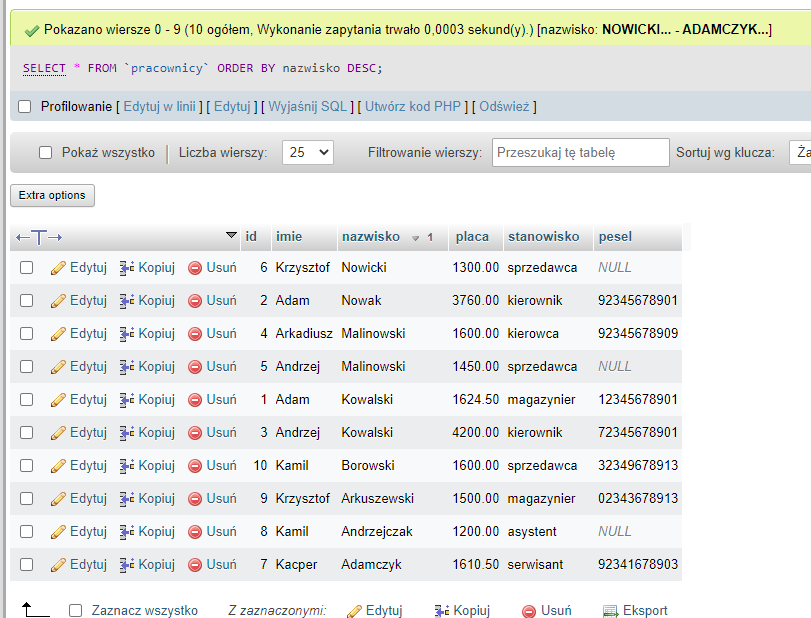 Pokazano wiersze 0 - 9 (10 ogółem, Wykonanie zapytania trwało 0,0003 sekund(y).) [nazwisko: NOWICKI... - ADAMCZYK...]
SELECT * FROM `pracownicy` ORDER BY nazwisko DESC;
Profilowanie [ Edytuj w linii ] [ Edytuj ] [ Wyjaśnij SQL ] [ Utwórz kod PHP ] [ Odśwież ]
Pokaż wszystko | Liczba wierszy: 25 Filtrowanie wierszy: Przeszukaj tę tabelę Sortuj wg klucza: Ża
Extra options
←T→ id imie nazwisko 1 placa stanowisko pesel
Edytuj Kopiuj Usuń 6 Krzysztof Nowicki 1300.00 sprzedawca NULL
Edytuj Kopiuj Usuń 2 Adam Nowak 3760.00 kierownik 92345678901
Edytuj Kopiuj Usuń 4 Arkadiusz Malinowski 1600.00 kierowca 92345678909
Edytuj Kopiuj Usuń 5 Andrzej Malinowski 1450.00 sprzedawca NULL
Edytuj Kopiuj Usuń 1 Adam Kowalski 1624.50 magazynier 12345678901
Edytuj Kopiuj Usuń 3 Andrzej Kowalski 4200.00 kierownik 72345678901
Edytuj Kopiuj Usuń 10 Kamil Borowski 1600.00 sprzedawca 32349678913
Edytuj Kopiuj Usuń 9 Krzysztof Arkuszewski 1500.00 magazynier 02343678913
Edytuj Kopiuj Usuń 8 Kamil Andrzejczak 1200.00 asystent NULL
Edytuj Kopiuj Usuń 7 Kacper Adamczyk 1610.50 serwisant 92341678903
Zaznacz wszystko Z zaznaczonymi: Edytuj Kopiuj Usuń Eksport